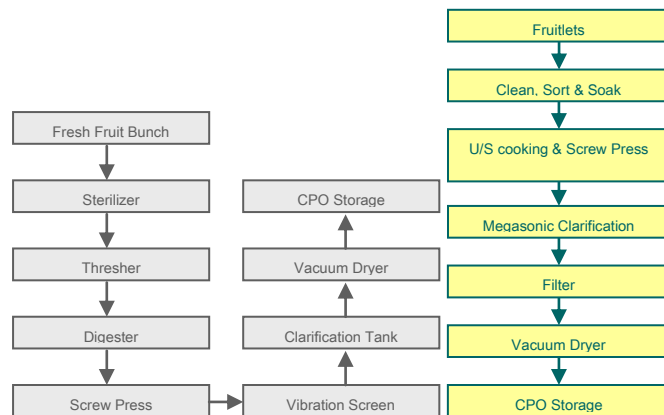 Fresh Fruit Bunch
Sterilizer
Thresher
Digester
Screw Press
Vibration Screen
Clarification Tank
Vacuum Dryer
CPO Storage
Fruitlets
Clean, Sort & Soak
U/S cooking & Screw Press
Megasonic Clarification
Filter
Vacuum Dryer
CPO Storage